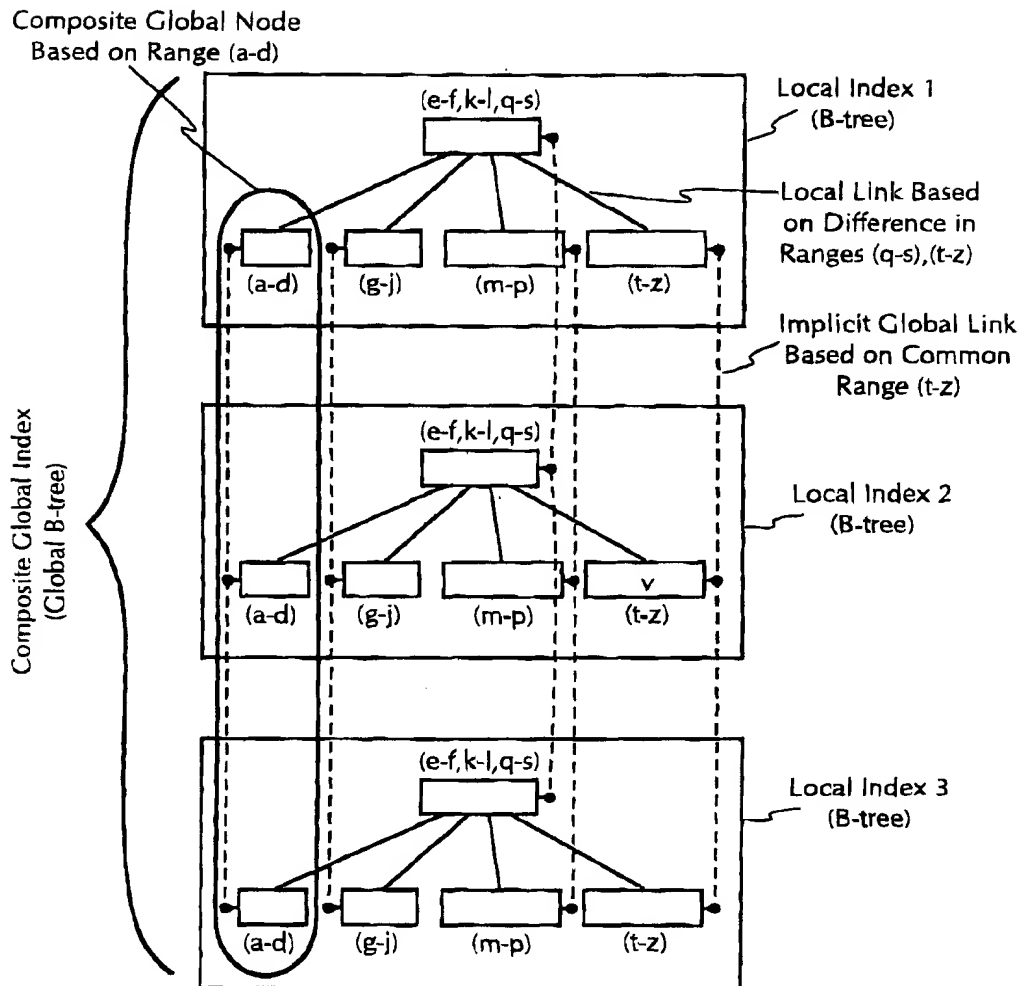 Composite Global Node
Based on Range (a-d)
Composite Global Index
(Global B-tree)
(e-f,k-l,q-s)
(a-d)
(g-j)
(m-p)
(t-z)
Local Index 1
(B-tree)
Local Link Based
on Difference in
Ranges (q-s),(t-z)
Implicit Global Link
Based on Common
Range (t-z)
(e-f,k-l,q-s)
v
(a-d)
(g-j)
(m-p)
(t-z)
Local Index 2
(B-tree)
(e-f,k-l,q-s)
(a-d)
(g-j)
(m-p)
(t-z)
Local Index 3
(B-tree)